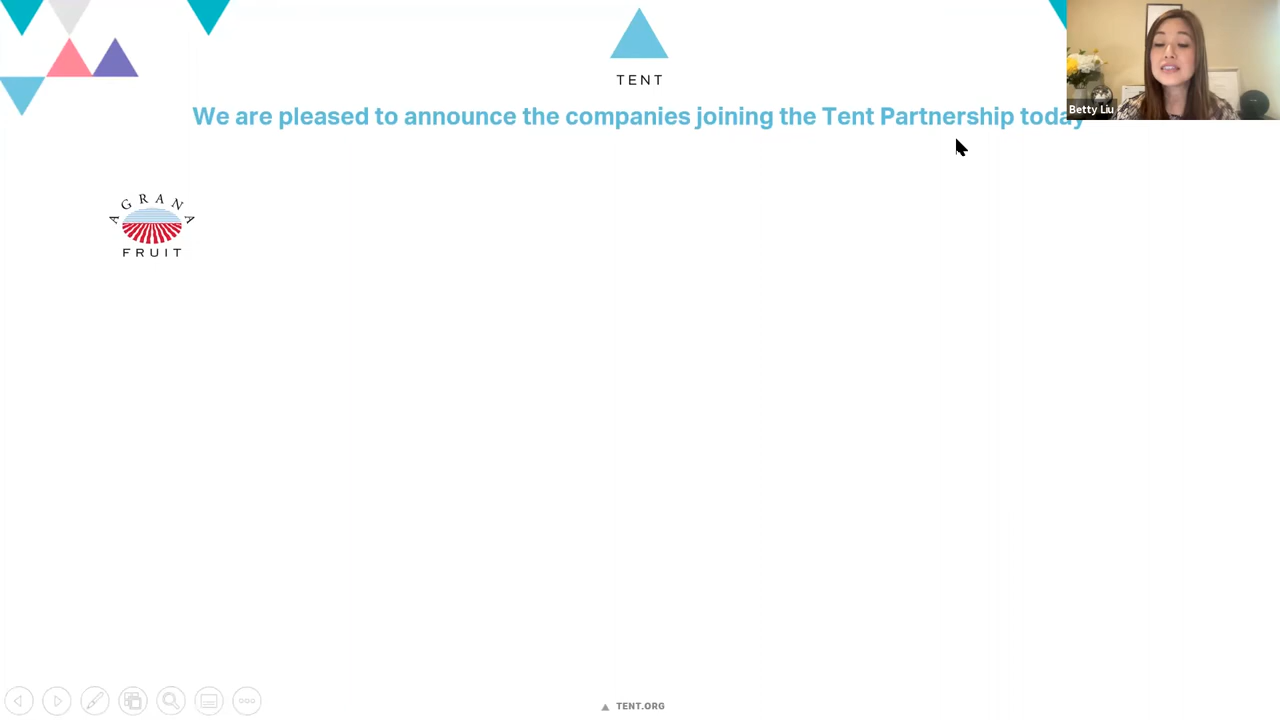 TENT
Betty Liu
We are pleased to announce the companies joining the Tent Partnership today
AGRANA
FRUIT
TENT.ORG